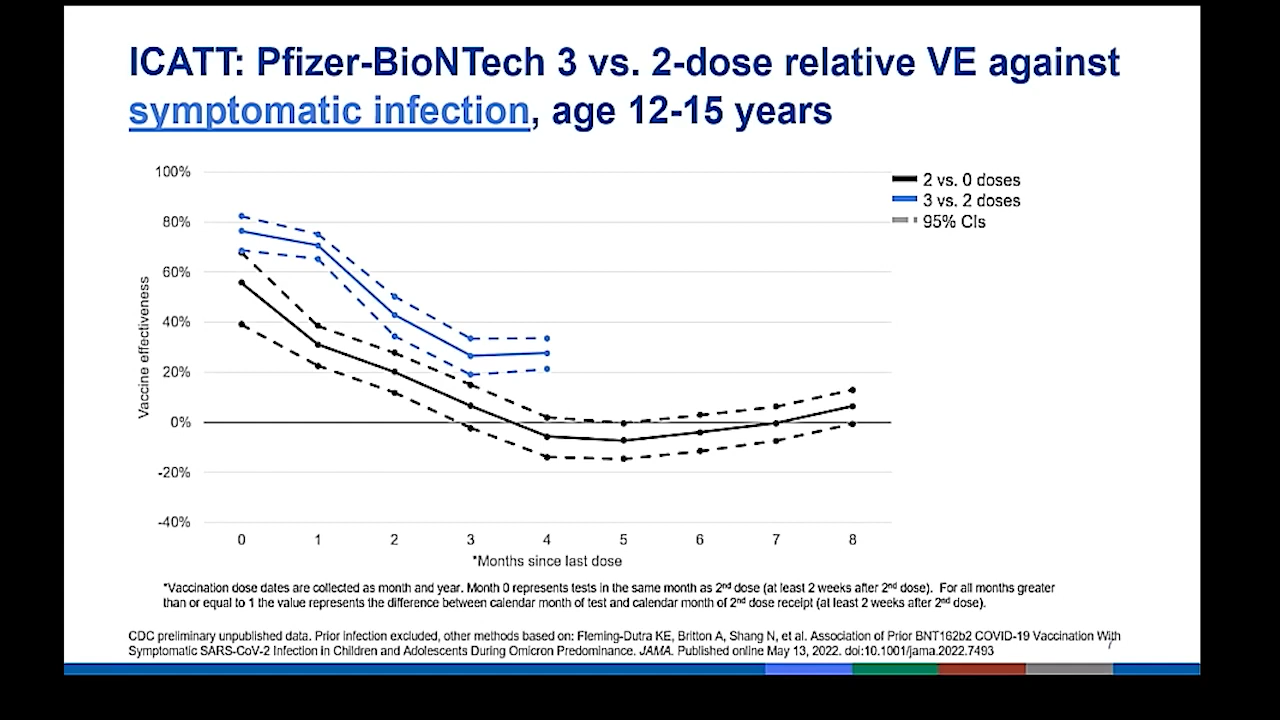 ICATT: Pfizer-BioNTech 3 vs. 2-dose relative VE against
symptomatic infection, age 12-15 years
100%
80%
60%
40%
20%
0%
-20%
-40%
Vaccine effectiveness
2 vs. 0 doses
3 vs. 2 doses
95% CIs
0 1 2 3 4 5 6 7 8
*Months since last dose
*Vaccination dose dates are collected as month and year. Month 0 represents tests in the same month as 2nd dose (at least 2 weeks after 2nd dose). For all months greater
than or equal to 1 the value represents the difference between calendar month of test and calendar month of 2nd dose receipt (at least 2 weeks after 2nd dose).
CDC preliminary unpublished data. Prior infection excluded, other methods based on: Fleming-Dutra KE, Britton A, Shang N, et al. Association of Prior BNT162b2 COVID-19 Vaccination With
Symptomatic SARS-CoV-2 Infection in Children and Adolescents During Omicron Predominance. JAMA. Published online May 13, 2022. doi:10.1001/jama.2022.7493
7